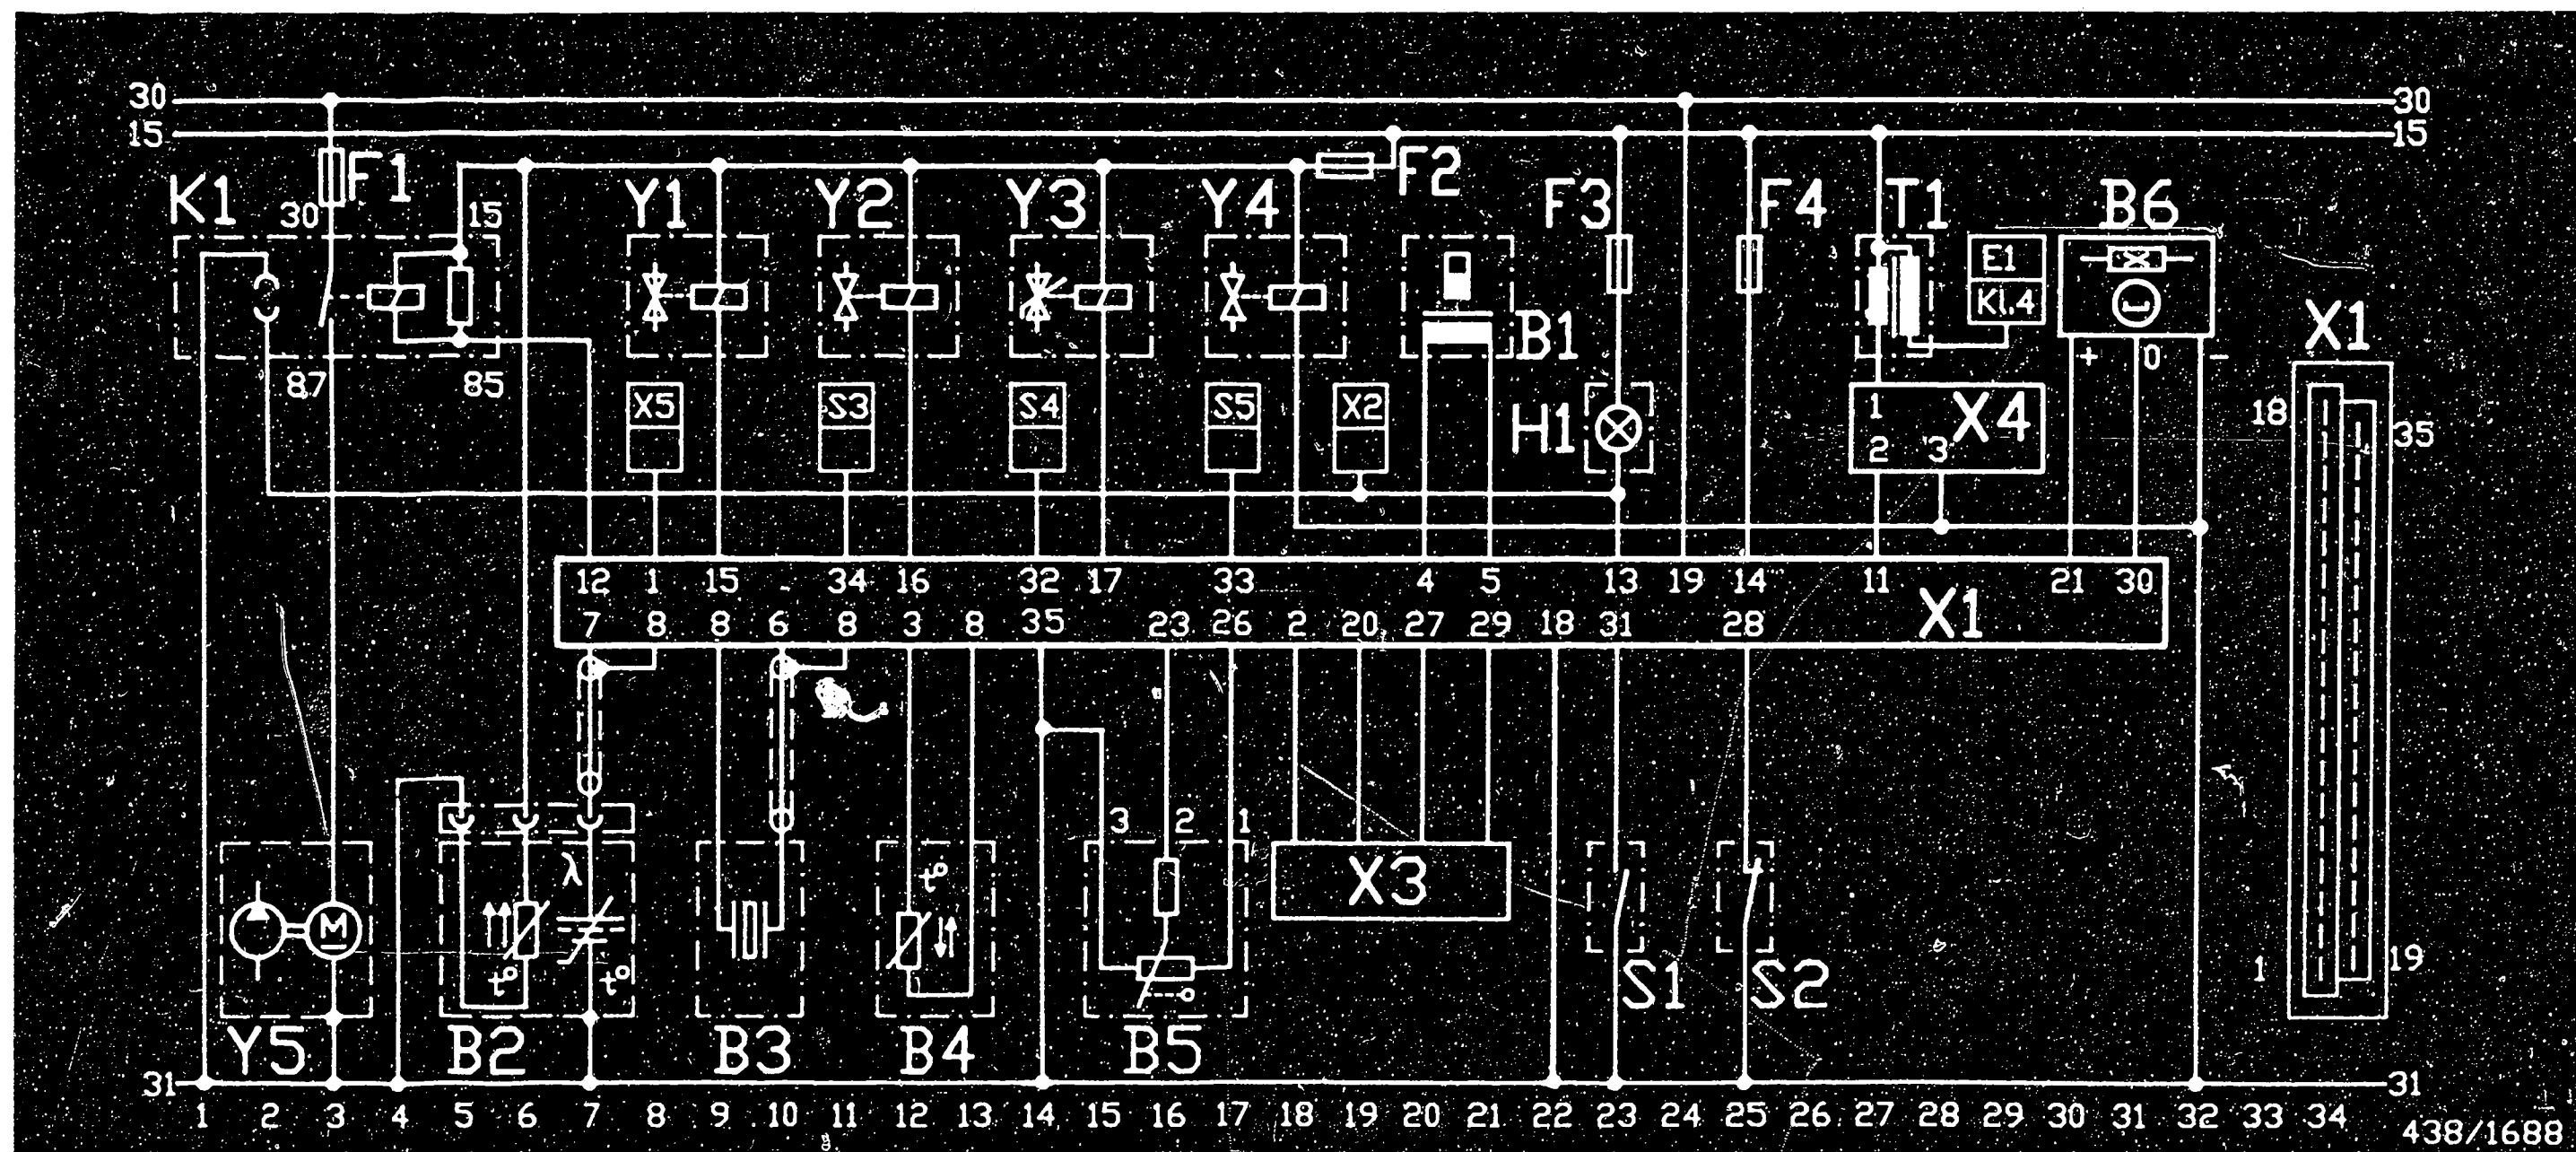 30 30
15 15
F1 F2
K1 30 15 Y1 Y2 Y3 Y4 F3 F4 T1 B6
E1
Kl.4
B1 X1
87 85 + 0 -
X5 S3 S4 S5 X2 H1 1 X4
2 3
18 35
12 1 15 34 16 32 17 33 4 5 13 19 14 11 21 30
7 8 8 6 8 3 8 35 23 26 2 20 27 29 18 31 28 X1
3 2 1
λ t° X3
M
t° t° 1 19
S1 S2
Y5 B2 B3 B4 B5
31 31
1 2 3 4 5 6 7 8 9 10 11 12 13 14 15 16 17 18 19 20 21 22 23 24 25 26 27 28 29 30 31 32 33 34
438/1688